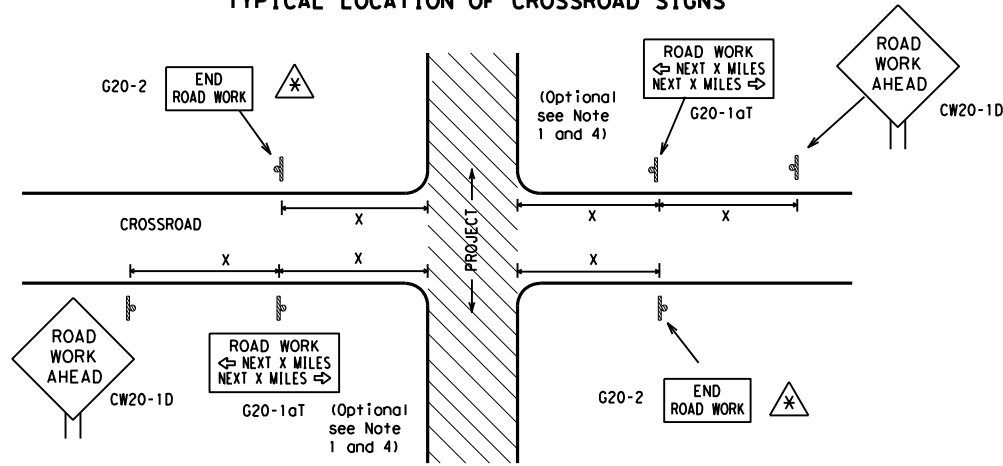 TYPICAL LOCATION OF CROSSROAD SIGNS
G20-2
END
ROAD WORK
*
(Optional
see Note
1 and 4)
ROAD WORK
⇦ NEXT X MILES
NEXT X MILES ⇨
G20-1aT
ROAD
WORK
AHEAD
CW20-1D
CROSSROAD
X
X
X
PROJECT
X
X
X
ROAD
WORK
AHEAD
CW20-1D
ROAD WORK
⇦ NEXT X MILES
NEXT X MILES ⇨
G20-1aT
(Optional
see Note
1 and 4)
G20-2
END
ROAD WORK
*